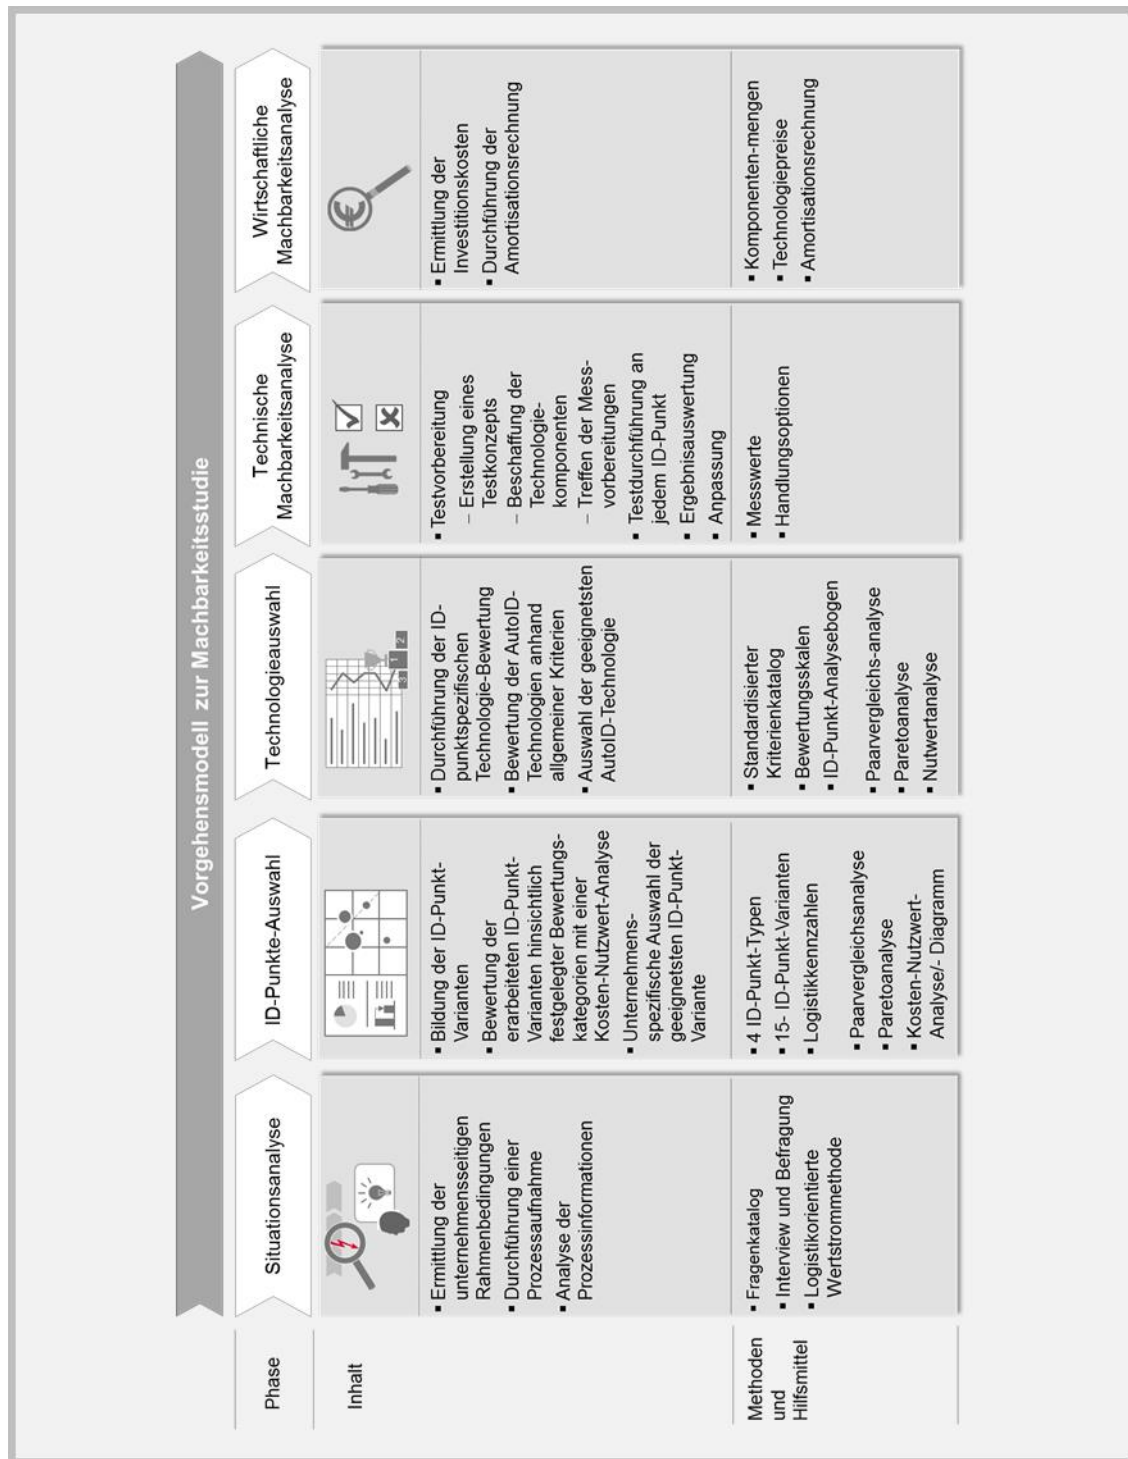 Vorgehensmodell zur Machbarkeitsstudie
Phase
Situationsanalyse
ID-Punkte-Auswahl
Technologieauswahl
Technische
Machbarkeitsanalyse
Wirtschaftliche
Machbarkeitsanalyse
Inhalt
▪ Ermittlung der
unternehmensseitigen
Rahmenbedingungen
▪ Durchführung einer
Prozessaufnahme
▪ Analyse der
Prozessinformationen
▪ Bildung der ID-Punkt-
Varianten
▪ Bewertung der
erarbeiteten ID-Punkt-
Varianten hinsichtlich
festgelegter Bewertungs-
kategorien mit einer
Kosten-Nutzwert-Analyse
▪ Unternehmens-
spezifische Auswahl der
geeignetsten ID-Punkt-
Variante
3
1
2
▪ Durchführung der ID-
punktspezifischen
Technologie-Bewertung
▪ Bewertung der AutoID-
Technologien anhand
allgemeiner Kriterien
▪ Auswahl der geeignetsten
AutoID-Technologie
▪ Testvorbereitung
– Erstellung eines
Testkonzepts
– Beschaffung der
Technologie-
komponenten
– Treffen der Mess-
vorbereitungen
▪ Testdurchführung an
jedem ID-Punkt
▪ Ergebnisauswertung
▪ Anpassung
€
▪ Ermittlung der
Investitionskosten
▪ Durchführung der
Amortisationsrechnung
Methoden
und
Hilfsmittel
▪ Fragenkatalog
▪ Interview und Befragung
▪ Logistikorientierte
Wertstrommethode
▪ 4 ID-Punkt-Typen
▪ 15- ID-Punkt-Varianten
▪ Logistikkennzahlen
▪ Paarvergleichsanalyse
▪ Paretoanalyse
▪ Kosten-Nutzwert-
Analyse/- Diagramm
▪ Standardisierter
Kriterienkatalog
▪ Bewertungsskalen
▪ ID-Punkt-Analysebogen
▪ Paarvergleichs-analyse
▪ Paretoanalyse
▪ Nutwertanalyse
▪ Messwerte
▪ Handlungsoptionen
▪ Komponenten-mengen
▪ Technologiepreise
▪ Amortisationsrechnung